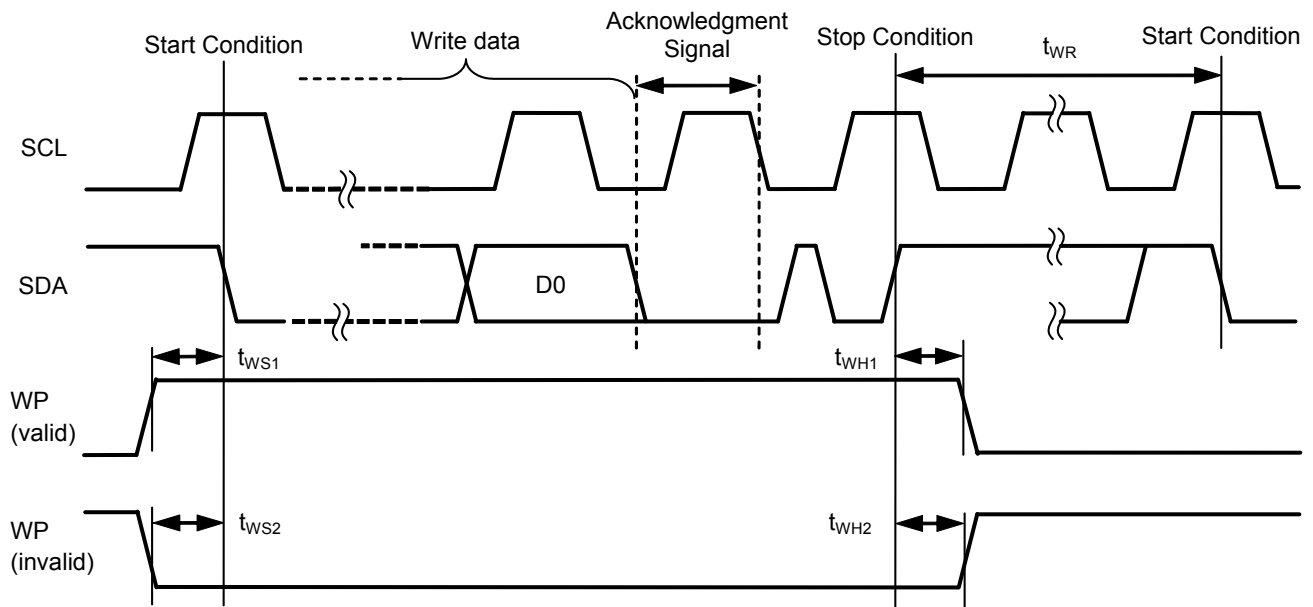 Start Condition
Write data
Acknowledgment
Signal
Stop Condition
tWR
Start Condition
SCL
SDA
D0
tWS1
tWH1
WP
(valid)
tWS2
tWH2
WP
(invalid)